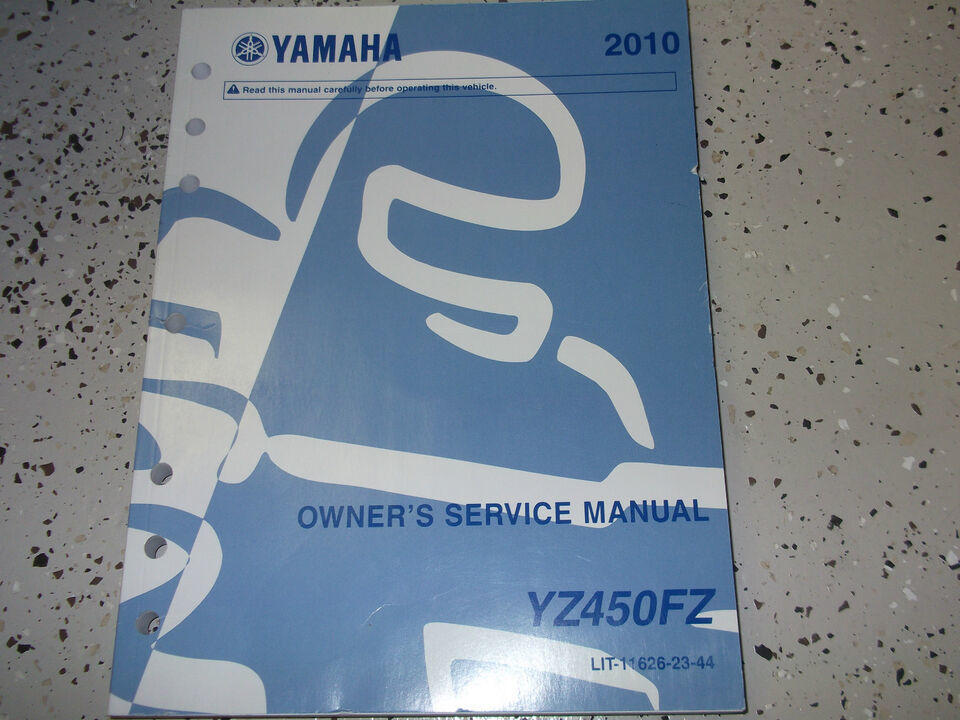 YAMAHA
2010
Read this manual carefully before operating this vehicle.
OWNER'S SERVICE MANUAL
YZ450FZ
LIT-11626-23-44